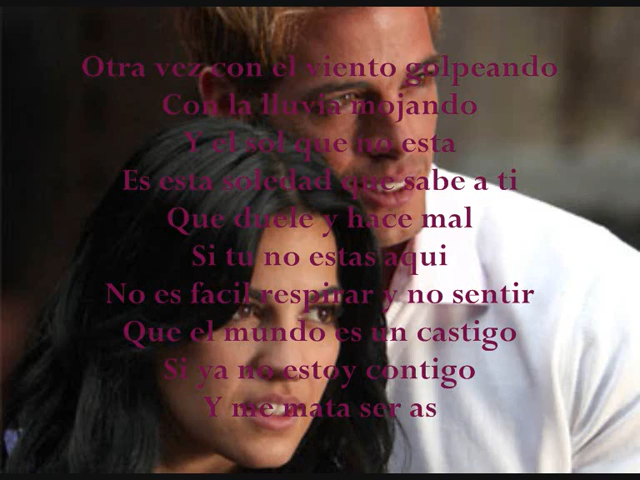 Otra vez con el viento golpeando
Con la lluvia mojando
Y el sol que no esta
Es esta soledad que sabe a ti
Que duele y hace mal
Si tu no estas aqui
No es facil respirar y no sentir
Que el mundo es un castigo
Si ya no estoy contigo
Y me mata ser as